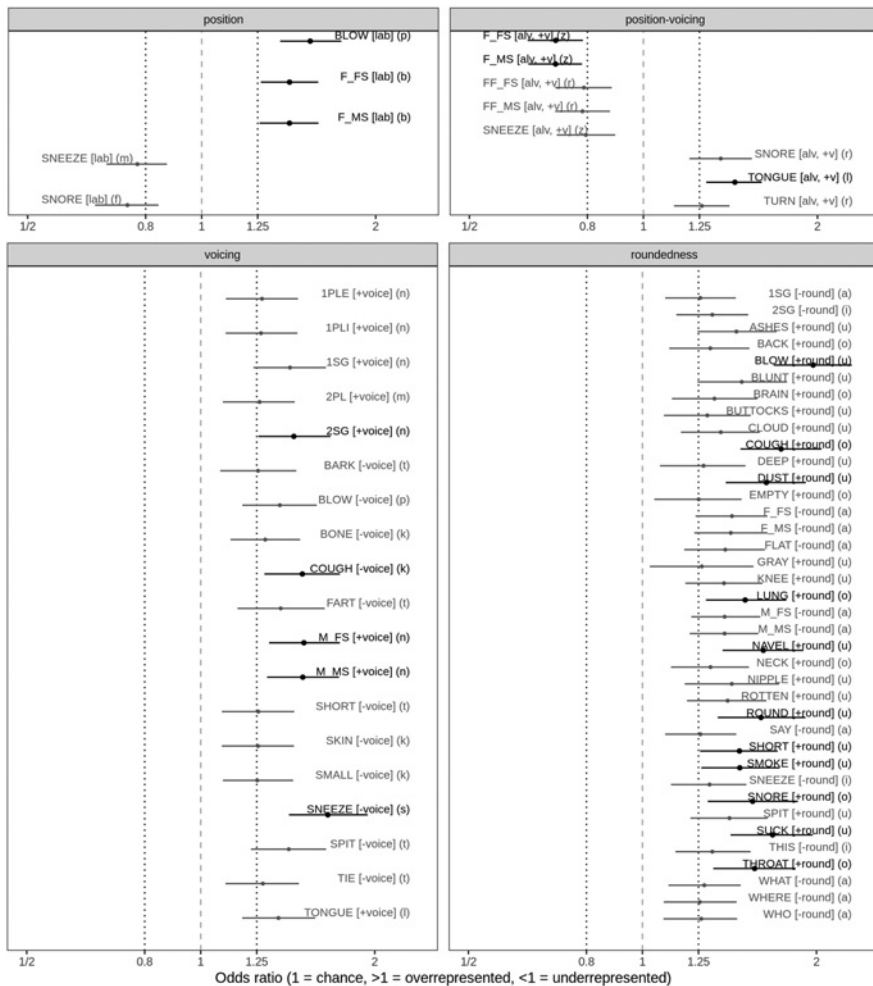 position
BLOW [lab] (p)
F_FS [lab] (b)
F_MS [lab] (b)
SNEEZE [lab] (m)
SNORE [lab] (f)
1/2
0.8
1
1.25
2
position-voicing
F_FS [alv, +v] (z)
F_MS [alv, +v] (z)
FF_FS [alv, +v] (r)
FF_MS [alv, +v] (r)
SNEEZE [alv, +v] (z)
SNORE [alv, +v] (r)
TONGUE [alv, +v] (l)
TURN [alv, +v] (r)
1/2
0.8
1
1.25
2
voicing
1PLE [+voice] (n)
1PLI [+voice] (n)
1SG [+voice] (n)
2PL [+voice] (m)
2SG [+voice] (n)
BARK [-voice] (t)
BLOW [-voice] (p)
BONE [-voice] (k)
COUGH [-voice] (k)
FART [-voice] (t)
M_FS [+voice] (n)
M_MS [+voice] (n)
SHORT [-voice] (t)
SKIN [-voice] (k)
SMALL [-voice] (k)
SNEEZE [-voice] (s)
SPIT [-voice] (t)
TIE [-voice] (t)
TONGUE [+voice] (l)
1/2
0.8
1
1.25
2
roundedness
1SG [-round] (a)
2SG [-round] (i)
ASHES [+round] (u)
BACK [+round] (o)
BLOW [+round] (u)
BLUNT [+round] (u)
BRAIN [+round] (o)
BUTTOCKS [+round] (u)
CLOUD [+round] (u)
COUGH [+round] (o)
DEEP [+round] (u)
DUST [+round] (u)
EMPTY [+round] (o)
F_FS [-round] (a)
F_MS [-round] (a)
FLAT [-round] (a)
GRAY [+round] (u)
KNEE [+round] (u)
LUNG [+round] (o)
M_FS [-round] (a)
M_MS [-round] (a)
NAVEL [+round] (u)
NECK [+round] (o)
NIPPLE [+round] (u)
ROTTEN [+round] (u)
ROUND [+round] (u)
SAY [-round] (a)
SHORT [+round] (u)
SMOKE [+round] (u)
SNEEZE [-round] (i)
SNORE [+round] (o)
SPIT [+round] (u)
SUCK [+round] (u)
THIS [-round] (i)
THROAT [+round] (o)
WHAT [-round] (a)
WHERE [-round] (a)
WHO [-round] (a)
1/2
0.8
1
1.25
2
Odds ratio (1 = chance, >1 = overrepresented, <1 = underrepresented)